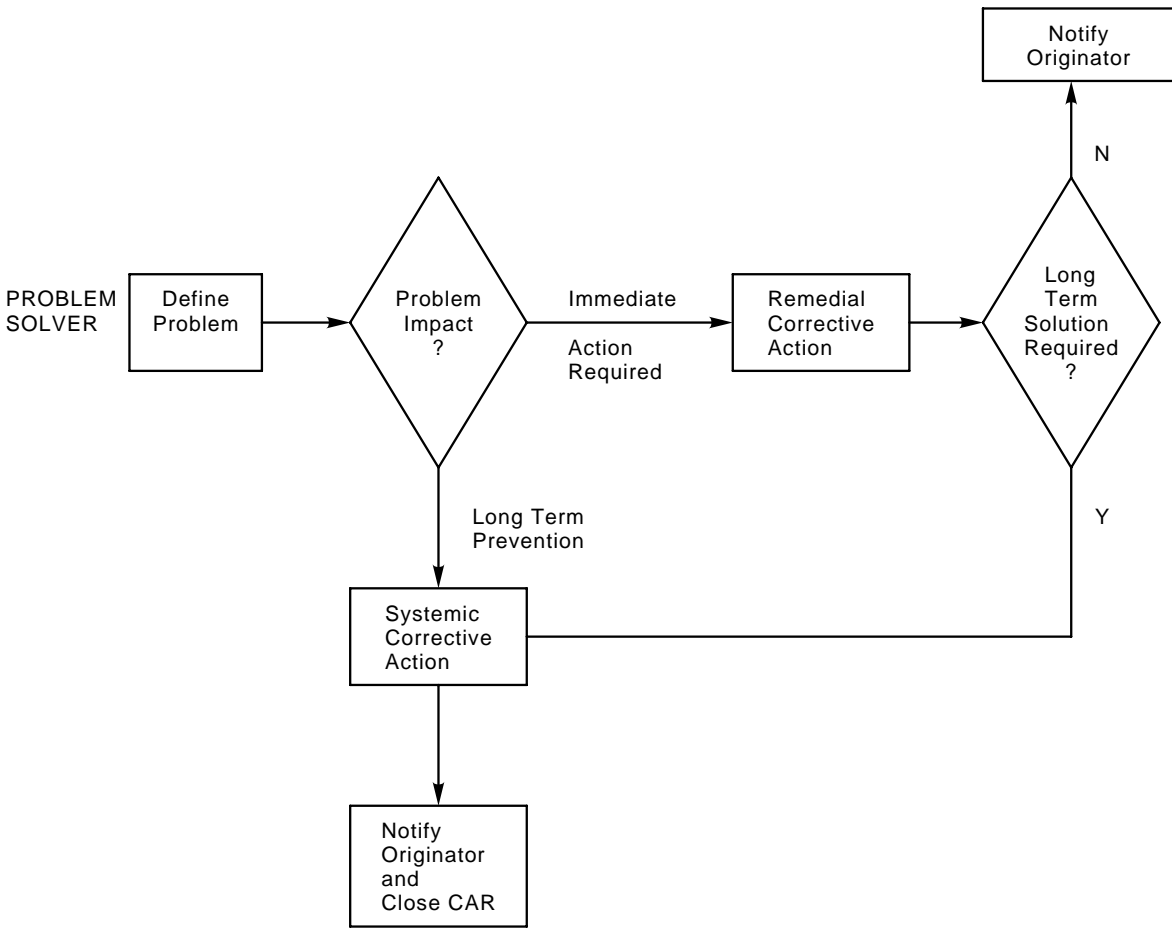 Notify
Originator
N
PROBLEM
SOLVER
Define
Problem
Problem
Impact
?
Immediate
Action
Required
Remedial
Corrective
Action
Long
Term
Solution
Required
?
Long Term
Prevention
Y
Systemic
Corrective
Action
Notify
Originator
and
Close CAR